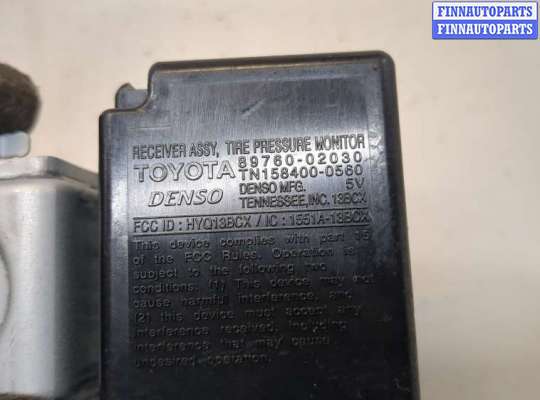 FINNAUTOPARTS
FINNAUTOPARTS
RECEIVER ASSY, TIRE PRESSURE MONITOR
TOYOTA 89760-02030
TN158400-0560
DENSO DENSO MFG. 5V
TENNESSEE, INC. 13BCX
FCC ID : HYQ13BCX / IC : 1551A-13BCX
This device complies with part 15
of the FCC Rules. Operation is
subject to the following two
conditions: (1) This device may not
cause harmful interference, and
(2) this device must accept any
interference received, including
interference that may cause
undesired operation.